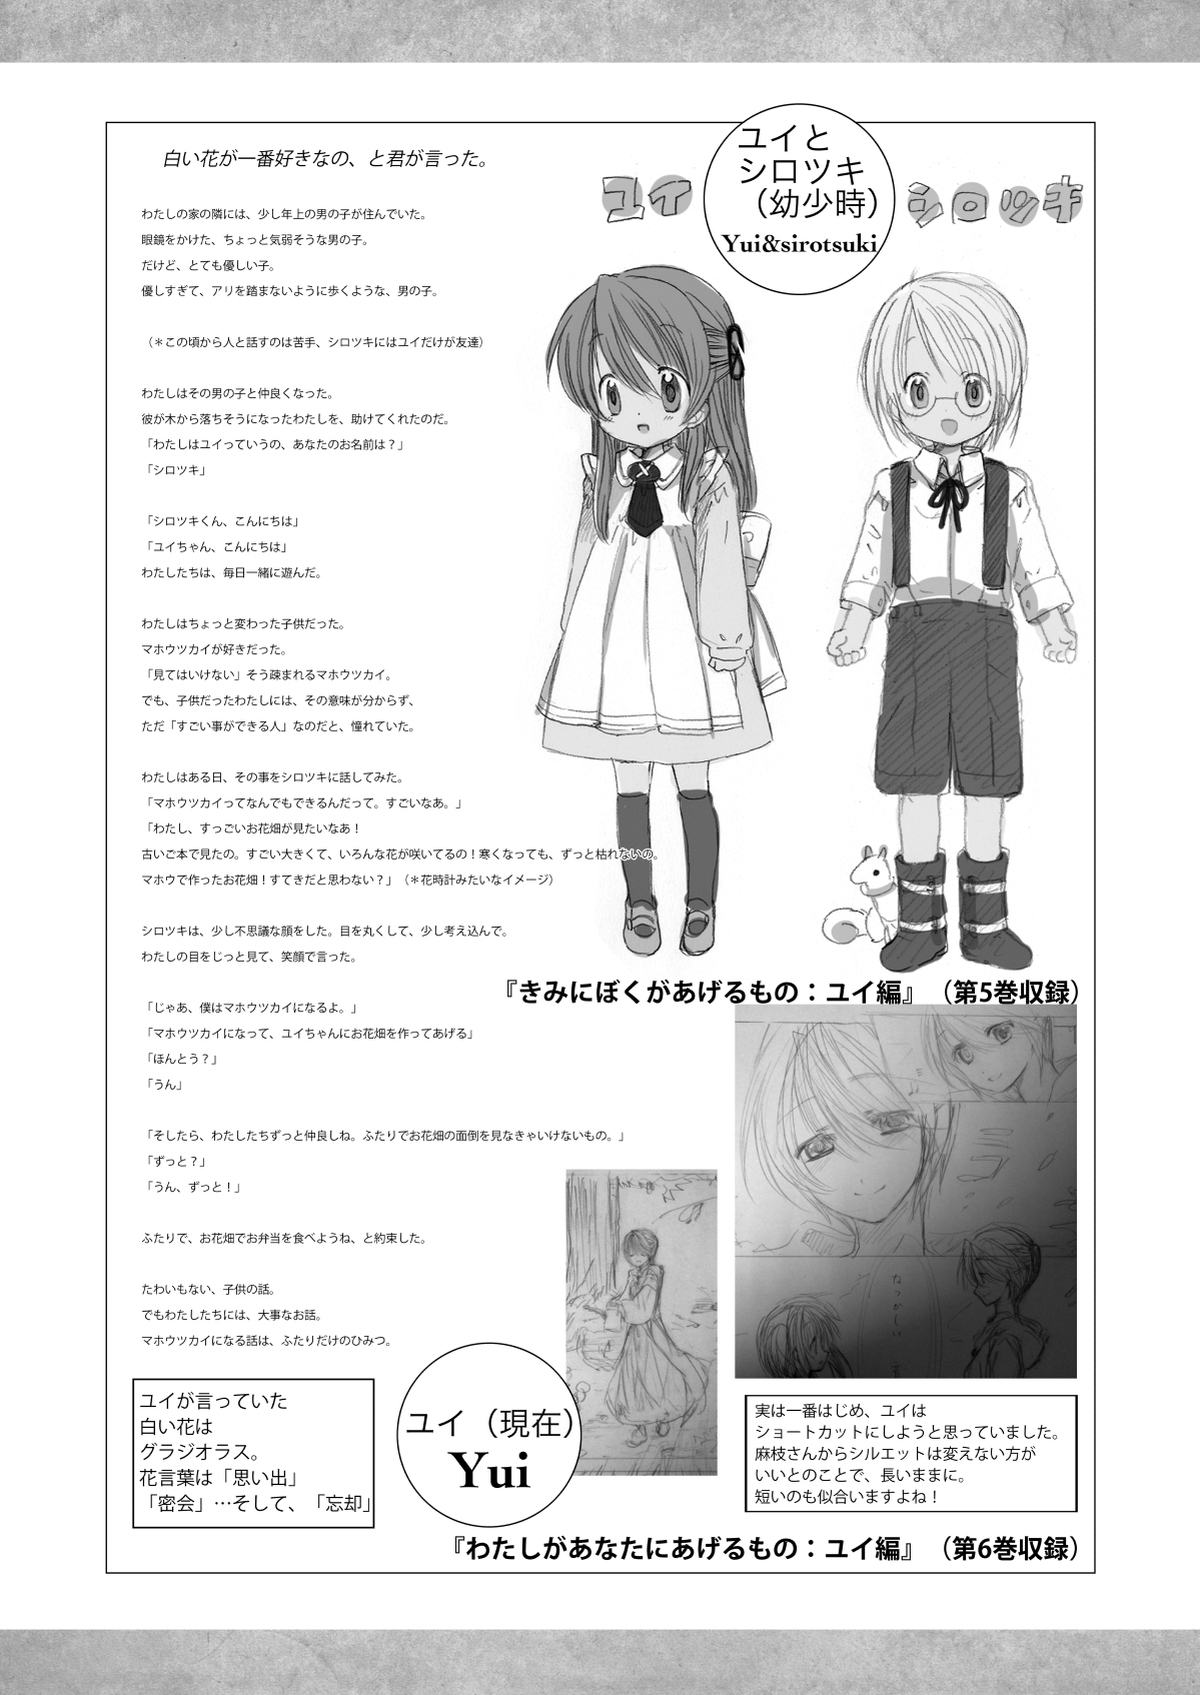 白い花が一番好きなの、と君が言った。
わたしの家の隣には、少し年上の男の子が住んでいた。
眼鏡をかけた、ちょっと気弱そうな男の子。
だけど、とても優しい子。
優しすぎて、アリを踏まないように歩くような、男の子。
（＊この頃から人と話すのは苦手、シロツキにはユイだけが友達）
わたしはその男の子と仲良くなった。
彼が木から落ちそうになったわたしを、助けてくれたのだ。
「わたしはユイっていうの、あなたのお名前は？」
「シロツキ」
「シロツキくん、こんにちは」
「ユイちゃん、こんにちは」
わたしたちは、毎日一緒に遊んだ。
わたしはちょっと変わった子供だった。
マホウツカイが好きだった。
「見てはいけない」そう疎まれるマホウツカイ。
でも、子供だったわたしには、その意味が分からず、
ただ「すごい事ができる人」なのだと、憧れていた。
わたしはある日、その事をシロツキに話してみた。
「マホウツカイってなんでもできるんだって。すごいなあ。」
「わたし、すっごいお花畑が見たいなあ！
古いご本で見たの。すごい大きくて、いろんな花が咲いてるの！寒くなっても、ずっと枯れないの。
マホウで作ったお花畑！すてきだと思わない？」（＊花時計みたいなイメージ）
シロツキは、少し不思議な顔をした。目を丸くして、少し考え込んで。
わたしの目をじっと見て、笑顔で言った。
「じゃあ、僕はマホウツカイになるよ。」
「マホウツカイになって、ユイちゃんにお花畑を作ってあげる」
「ほんとう？」
「うん」
「そしたら、わたしたちずっと仲良しね。ふたりでお花畑の面倒を見なきゃいけないもの。」
「ずっと？」
「うん、ずっと！」
ふたりで、お花畑でお弁当を食べようね、と約束した。
たわいもない、子供の話。
でもわたしたちには、大事なお話。
マホウツカイになる話は、ふたりだけのひみつ。
ユイと
シロツキ
（幼少時）
Yui&sirotsuki
ユイ
シロツキ
『きみにぼくがあげるもの：ユイ編』（第5巻収録）
なつかしい
ユイが言っていた
白い花は
グラジオラス。
花言葉は「思い出」
「密会」…そして、「忘却」
ユイ（現在）
Yui
実は一番はじめ、ユイは
ショートカットにしようと思っていました。
麻枝さんからシルエットは変えない方が
いいとのことで、長いままに。
短いのも似合いますよね！
『わたしがあなたにあげるもの：ユイ編』（第6巻収録）